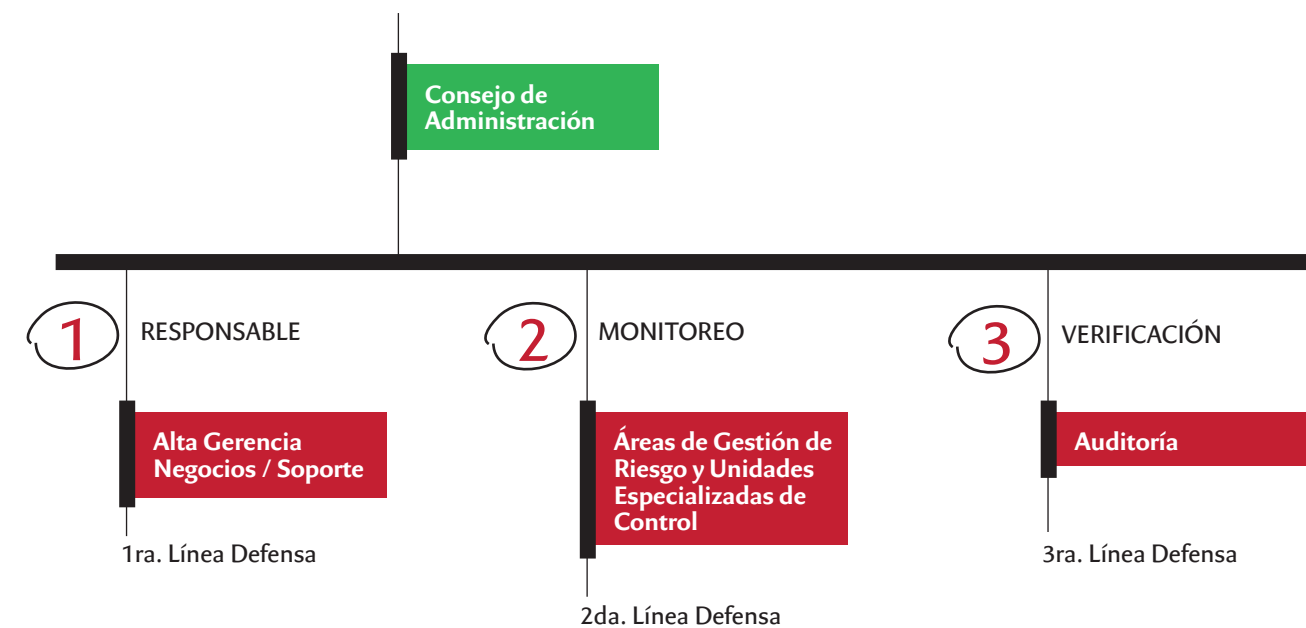 Consejo de
Administración
1
RESPONSABLE
Alta Gerencia
Negocios / Soporte
1ra. Línea Defensa
2
MONITOREO
Áreas de Gestión de
Riesgo y Unidades
Especializadas de
Control
2da. Línea Defensa
3
VERIFICACIÓN
Auditoría
3ra. Línea Defensa